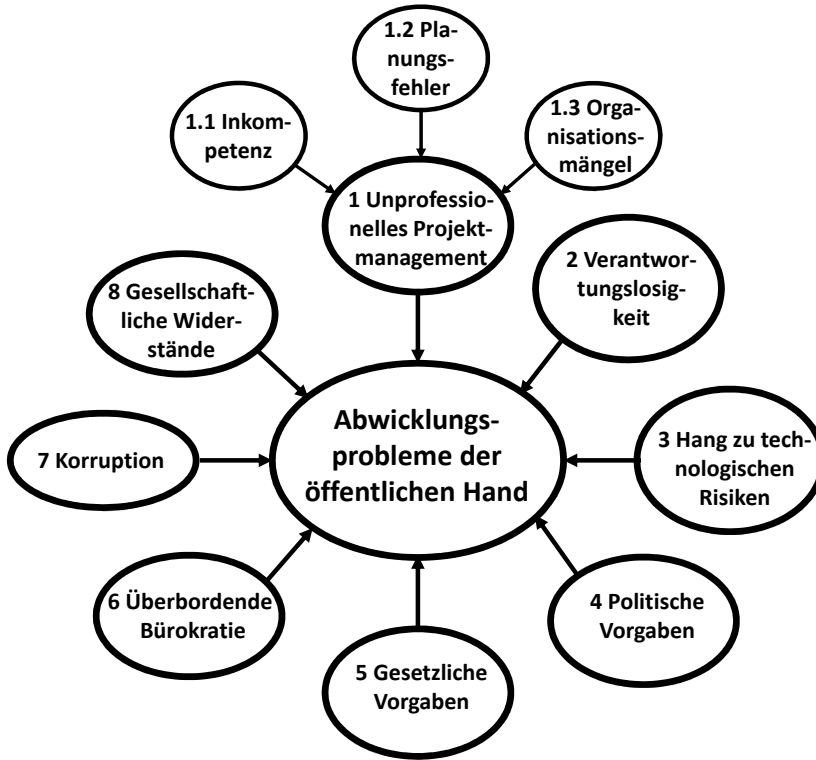 1.2 Pla-
nungs-
fehler
1.1 Inkom-
petenz
1.3 Orga-
nisations-
mängel
1 Unprofessio-
nelles Projekt-
management
2 Verantwor-
tungslosig-
keit
8 Gesellschaft-
liche Wider-
stände
Abwicklungs-
probleme der
öffentlichen Hand
3 Hang zu tech-
nologischen
Risiken
7 Korruption
4 Politische
Vorgaben
6 Überbordende
Bürokratie
5 Gesetzliche
Vorgaben